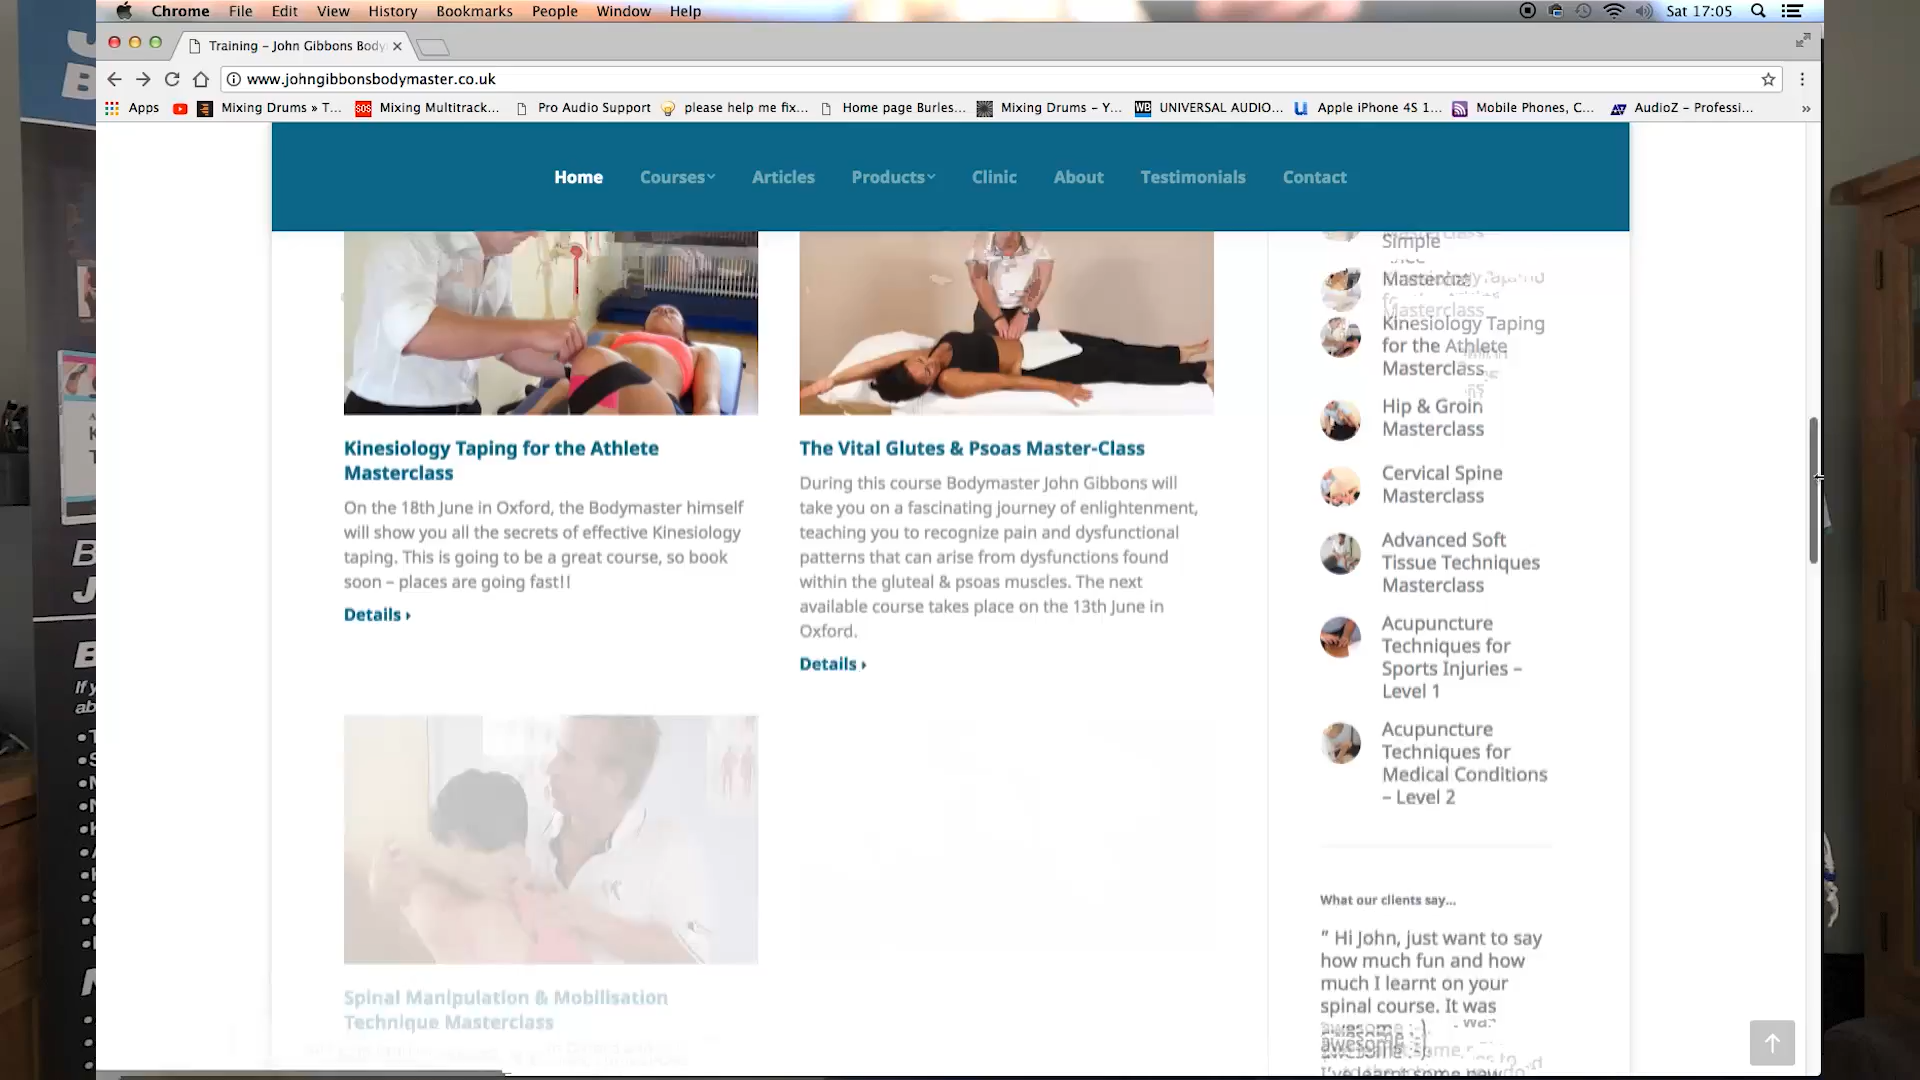 Chrome File Edit View History Bookmarks People Window Help Sat 17:05
Training – John Gibbons Body
www.johngibbonsbodymaster.co.uk
Apps Mixing Drums » T... Mixing Multitrack... Pro Audio Support please help me fix... Home page Burles... Mixing Drums – Y... UNIVERSAL AUDIO... Apple iPhone 4S 1... Mobile Phones, C... AudioZ – Professi...
Home Courses Articles Products Clinic About Testimonials Contact
Kinesiology Taping for the Athlete
Masterclass
On the 18th June in Oxford, the Bodymaster himself
will show you all the secrets of effective Kinesiology
taping. This is going to be a great course, so book
soon – places are going fast!!
Details ›
The Vital Glutes & Psoas Master-Class
During this course Bodymaster John Gibbons will
take you on a fascinating journey of enlightenment,
teaching you to recognize pain and dysfunctional
patterns that can arise from dysfunctions found
within the gluteal & psoas muscles. The next
available course takes place on the 13th June in
Oxford.
Details ›
Spinal Manipulation & Mobilisation
Technique Masterclass
Simple
Kinesiology Taping
for the Athlete
Masterclass
Hip & Groin
Masterclass
Cervical Spine
Masterclass
Advanced Soft
Tissue Techniques
Masterclass
Acupuncture
Techniques for
Sports Injuries –
Level 1
Acupuncture
Techniques for
Medical Conditions
– Level 2
What our clients say...
" Hi John, just want to say
how much fun and how
much I learnt on your
spinal course. It was
awesome :-)